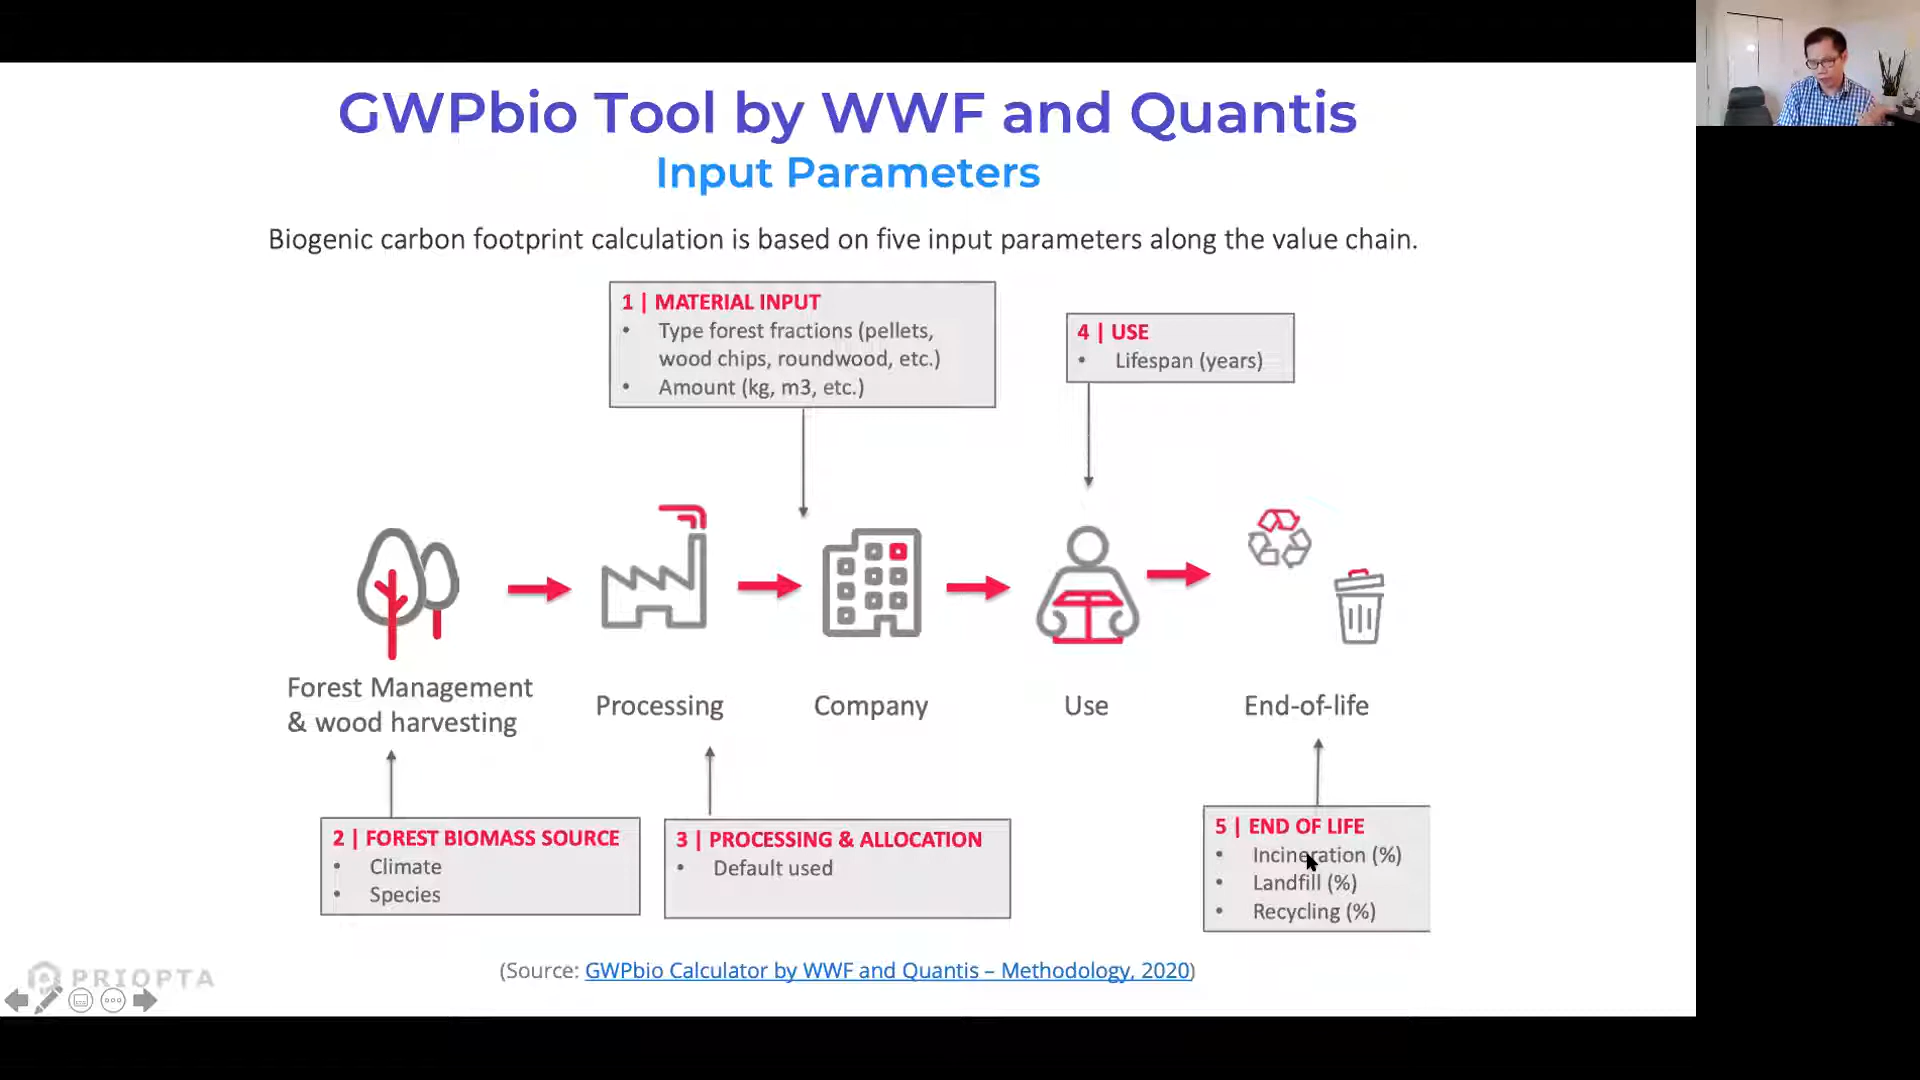 GWPbio Tool by WWF and Quantis
Input Parameters
Biogenic carbon footprint calculation is based on five input parameters along the value chain.
1 | MATERIAL INPUT
• Type forest fractions (pellets,
wood chips, roundwood, etc.)
• Amount (kg, m3, etc.)
4 | USE
• Lifespan (years)
Forest Management
& wood harvesting
Processing
Company
Use
End-of-life
2 | FOREST BIOMASS SOURCE
• Climate
• Species
3 | PROCESSING & ALLOCATION
• Default used
5 | END OF LIFE
• Incineration (%)
• Landfill (%)
• Recycling (%)
(Source: GWPbio Calculator by WWF and Quantis – Methodology, 2020)
PRIOPTA